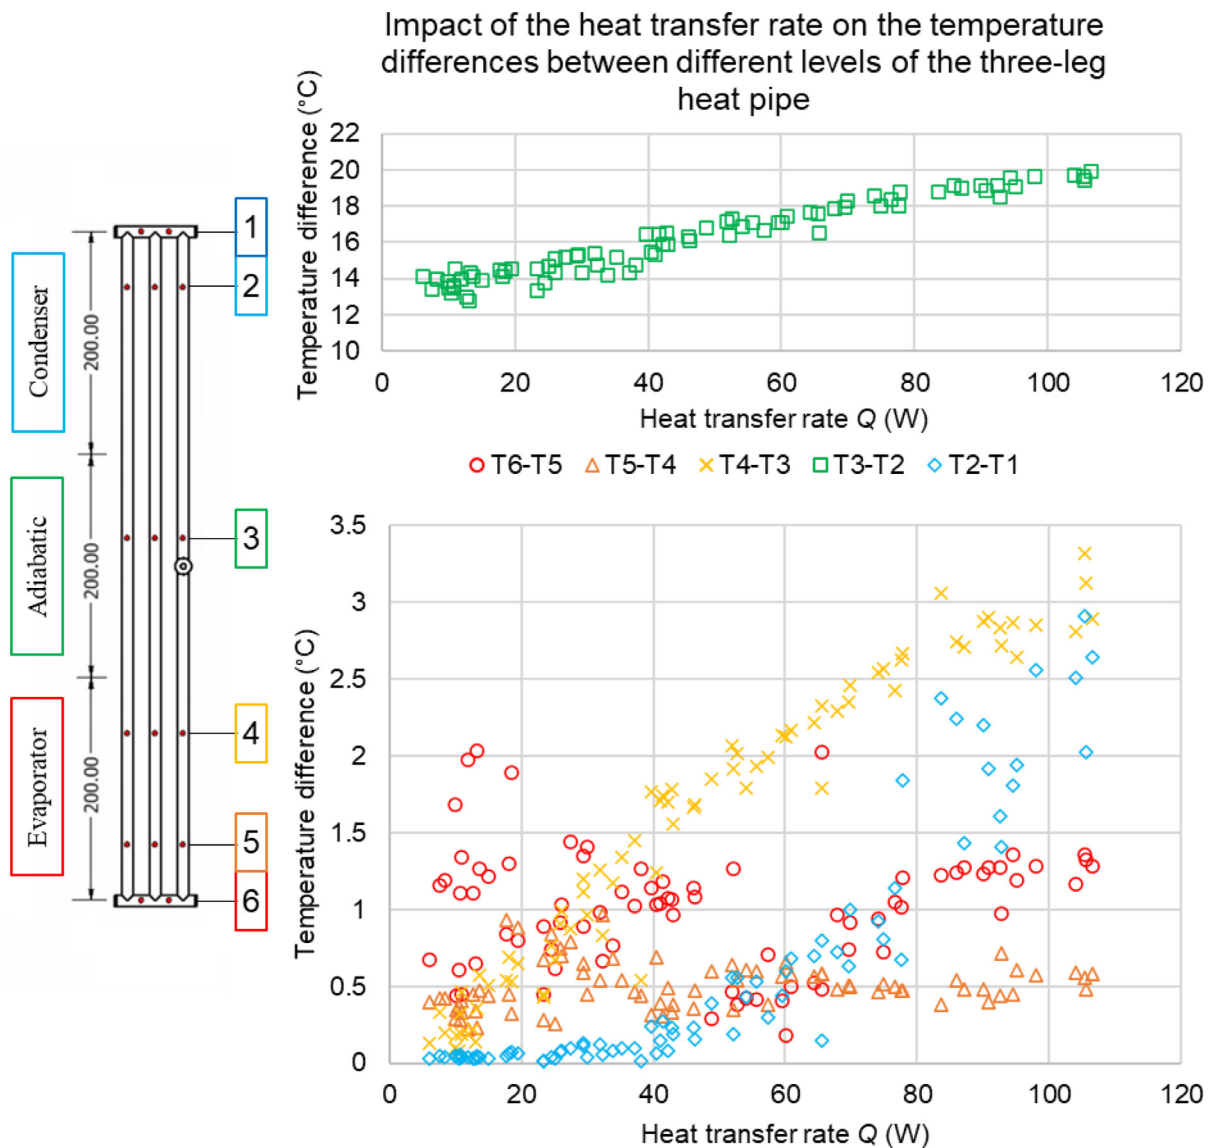 Impact of the heat transfer rate on the temperature
differences between different levels of the three-leg
heat pipe
Temperature difference (°C)
22
20
18
16
14
12
10
0 20 40 60 80 100 120
Heat transfer rate Q (W)
T6-T5 T5-T4 T4-T3 T3-T2 T2-T1
Temperature difference (°C)
3.5
3
2.5
2
1.5
1
0.5
0
0 20 40 60 80 100 120
Heat transfer rate Q (W)
Condenser
Adiabatic
Evaporator
200.00
200.00
200.00
1
2
3
4
5
6